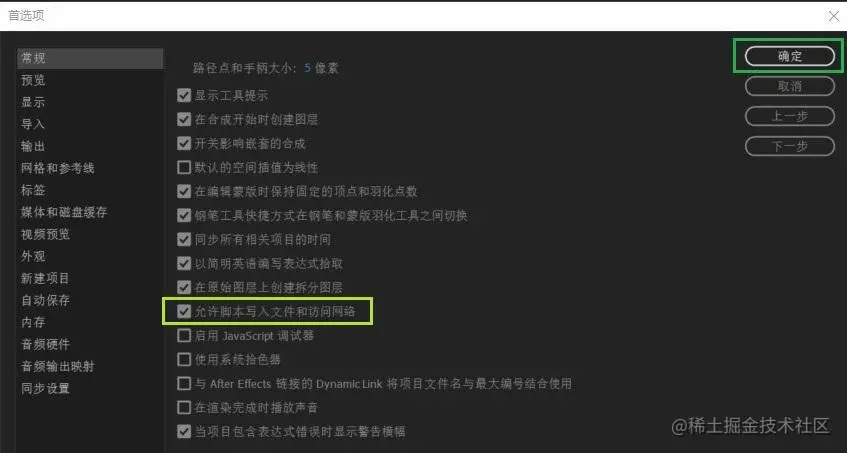 首选项
常规
预览
显示
导入
输出
网格和参考线
标签
媒体和磁盘缓存
视频预览
外观
新建项目
自动保存
内存
音频硬件
音频输出映射
同步设置
路径点和手柄大小: 5 像素
显示工具提示
在合成开始时创建图层
开关影响嵌套的合成
默认的空间插值为线性
在编辑蒙版时保持固定的顶点和羽化点数
钢笔工具快捷方式在钢笔和蒙版羽化工具之间切换
同步所有相关项目的时间
以简明英语编写表达式拾取
在原始图层上创建拆分图层
允许脚本写入文件和访问网络
启用 JavaScript 调试器
使用系统拾色器
与 After Effects 链接的 Dynamic Link 将项目文件名与最大编号结合使用
在渲染完成时播放声音
当项目包含表达式错误时显示警告横幅
确定
取消
上一步
下一步
@稀土掘金技术社区